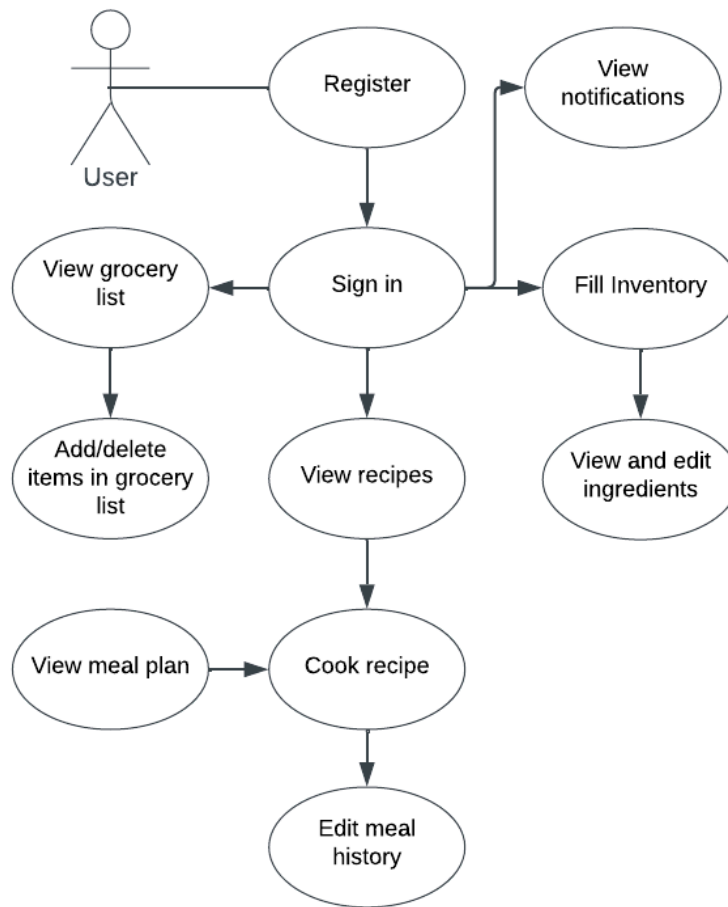 Register
View
notifications
User
View grocery
list
Sign in
Fill Inventory
Add/delete
items in grocery
list
View recipes
View and edit
ingredients
View meal plan
Cook recipe
Edit meal
history